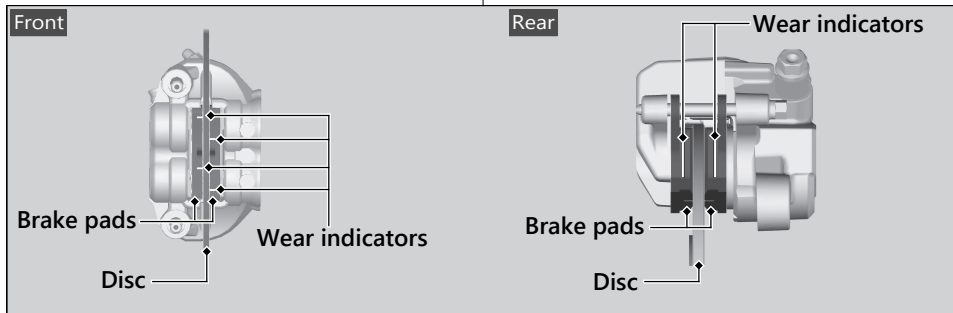 Front
Brake pads
Wear indicators
Disc
Rear
Wear indicators
Brake pads
Disc